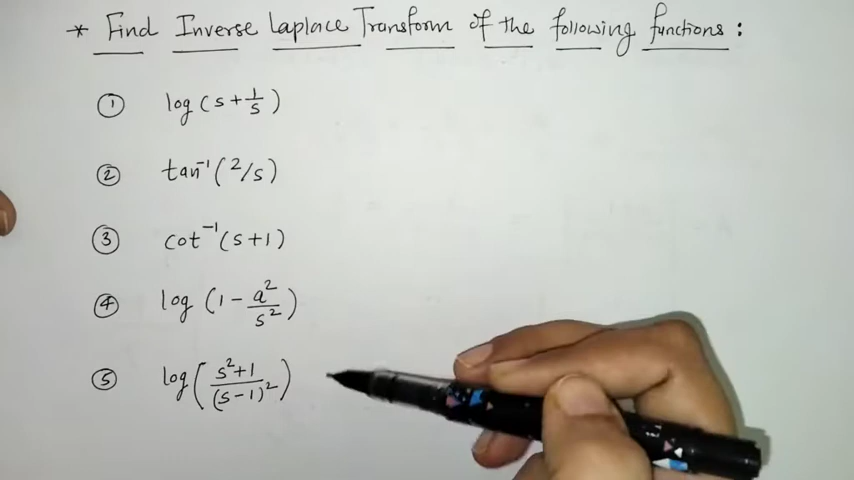 * Find Inverse Laplace Transform of the following functions :
① log(s + 1/s)
② tan⁻¹(2/s)
③ cot⁻¹(s+1)
④ log(1 - a²/s²)
⑤ log((s²+1)/(s-1)²)